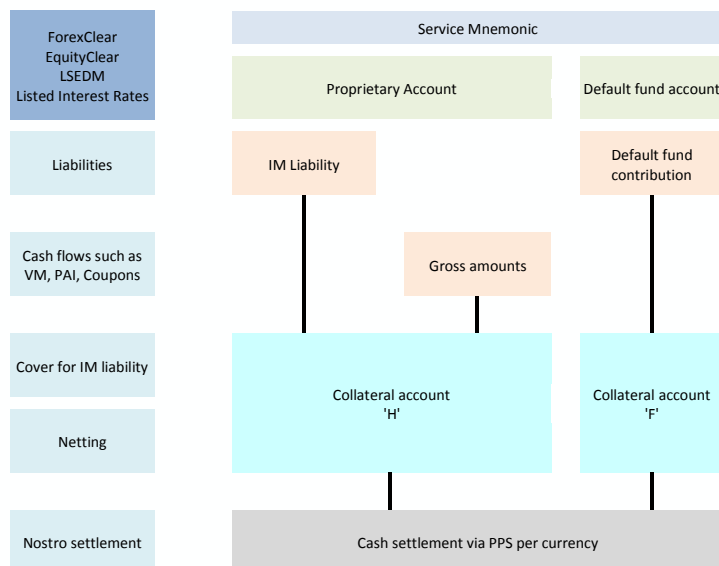 ForexClear
EquityClear
LSEDM
Listed Interest Rates
Service Mnemonic
Proprietary Account
Default fund account
Liabilities
IM Liability
Default fund
contribution
Cash flows such as
VM, PAI, Coupons
Gross amounts
Cover for IM liability
Collateral account
'H'
Collateral account
'F'
Netting
Nostro settlement
Cash settlement via PPS per currency